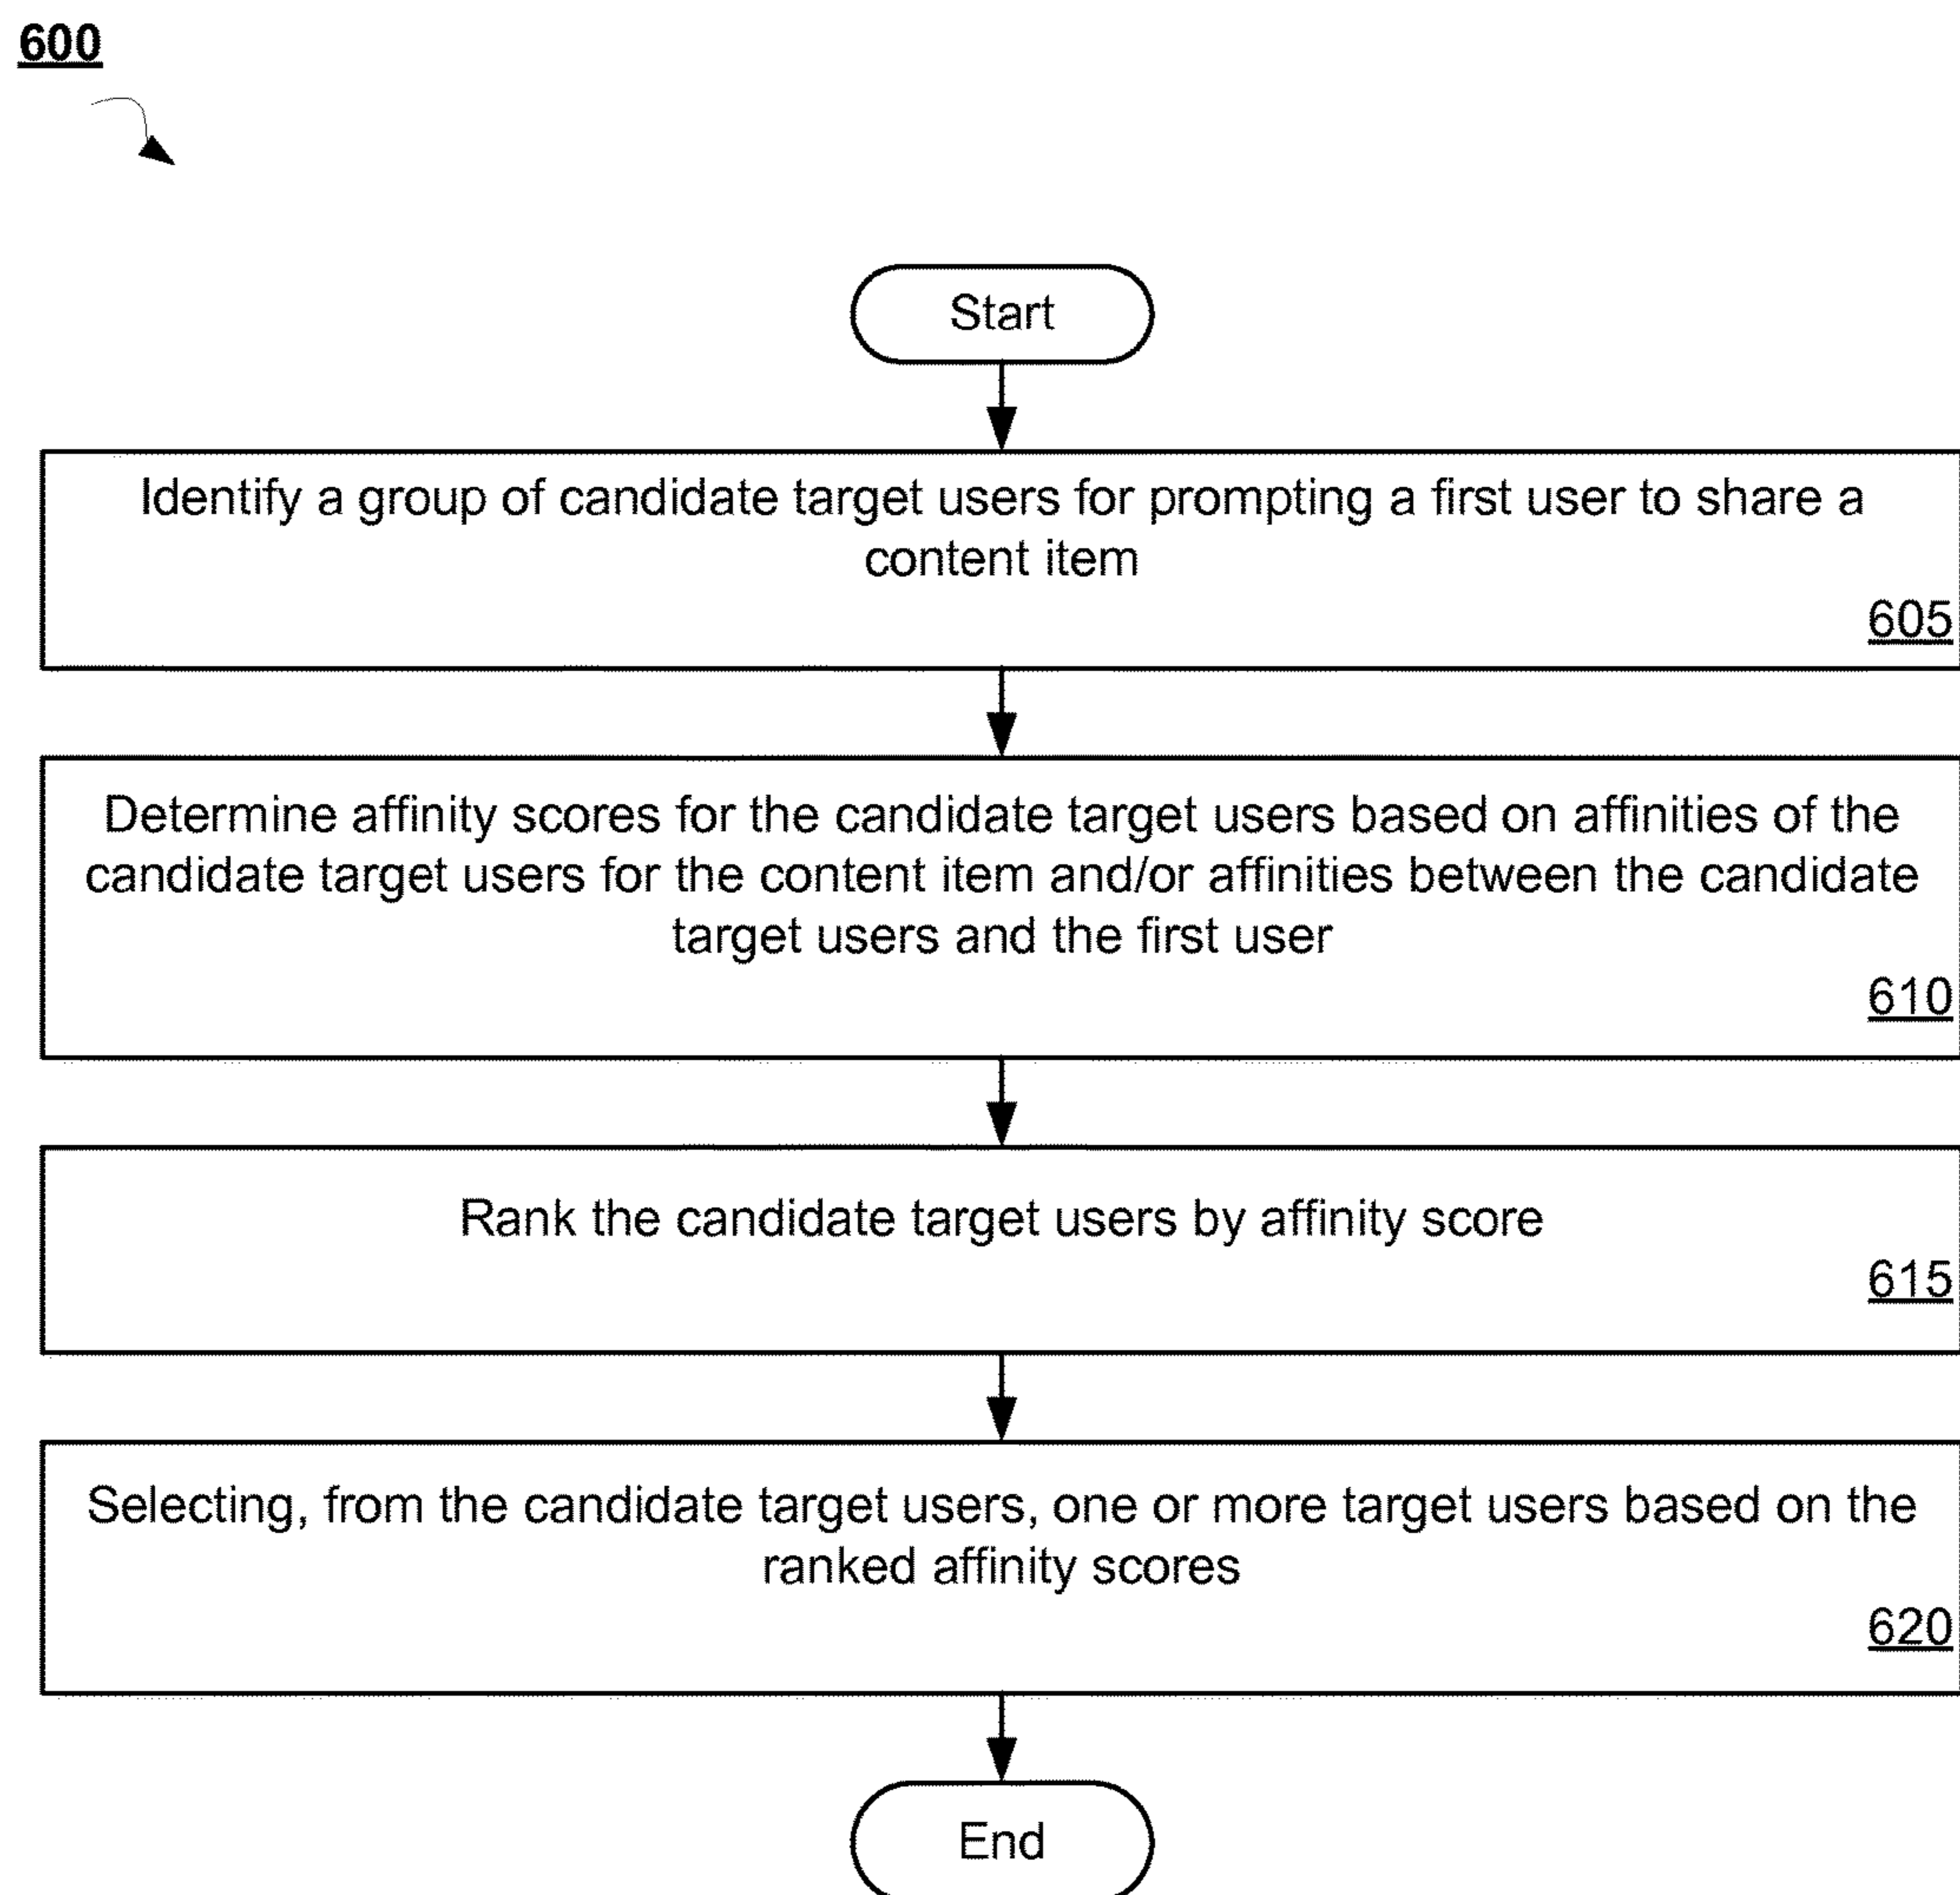 600
Start
Identify a group of candidate target users for prompting a first user to share a
content item
605
Determine affinity scores for the candidate target users based on affinities of the
candidate target users for the content item and/or affinities between the candidate
target users and the first user
610
Rank the candidate target users by affinity score
615
Selecting, from the candidate target users, one or more target users based on the
ranked affinity scores
620
End